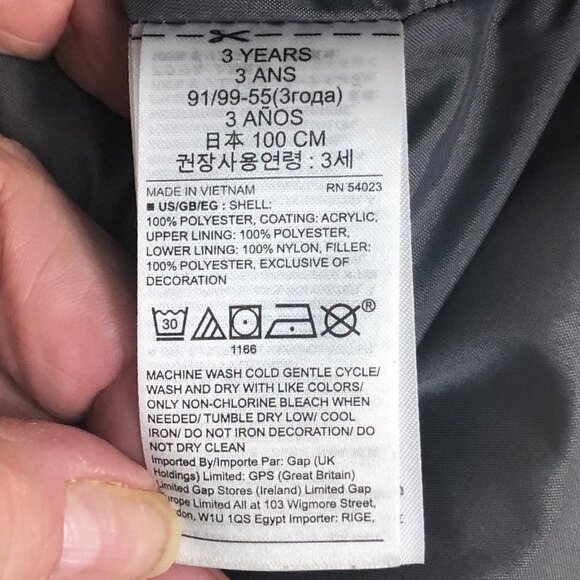 3 YEARS
3 ANS
91/99-55(3года)
3 AÑOS
日本 100 CM
권장사용연령 : 3세
MADE IN VIETNAM RN 54023
■ US/GB/EG : SHELL:
100% POLYESTER, COATING: ACRYLIC,
UPPER LINING: 100% POLYESTER,
LOWER LINING: 100% NYLON, FILLER:
100% POLYESTER, EXCLUSIVE OF
DECORATION
30 ®
1166
MACHINE WASH COLD GENTLE CYCLE/
WASH AND DRY WITH LIKE COLORS/
ONLY NON-CHLORINE BLEACH WHEN
NEEDED/ TUMBLE DRY LOW/ COOL
IRON/ DO NOT IRON DECORATION/ DO
NOT DRY CLEAN
Imported By/Importe Par: Gap (UK
Holdings) Limited: GPS (Great Britain)
Limited Gap Stores (Ireland) Limited Gap
Limited All at 103 Wigmore Street,
W1U 1QS Egypt importer: RIGE,